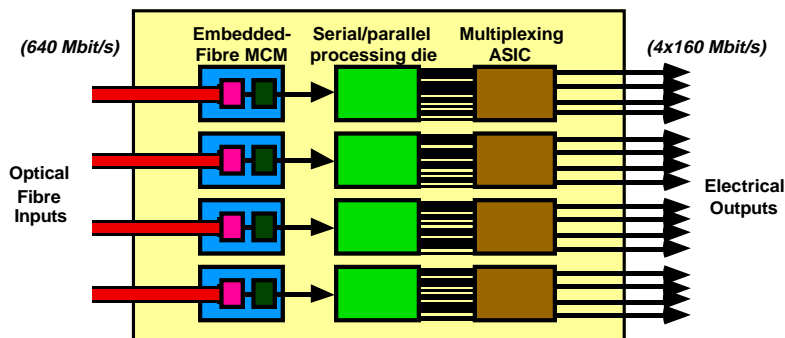 (640 Mbit/s)
Embedded-
Fibre MCM
Serial/parallel
processing die
Multiplexing
ASIC
(4x160 Mbit/s)
Optical
Fibre
Inputs
Electrical
Outputs